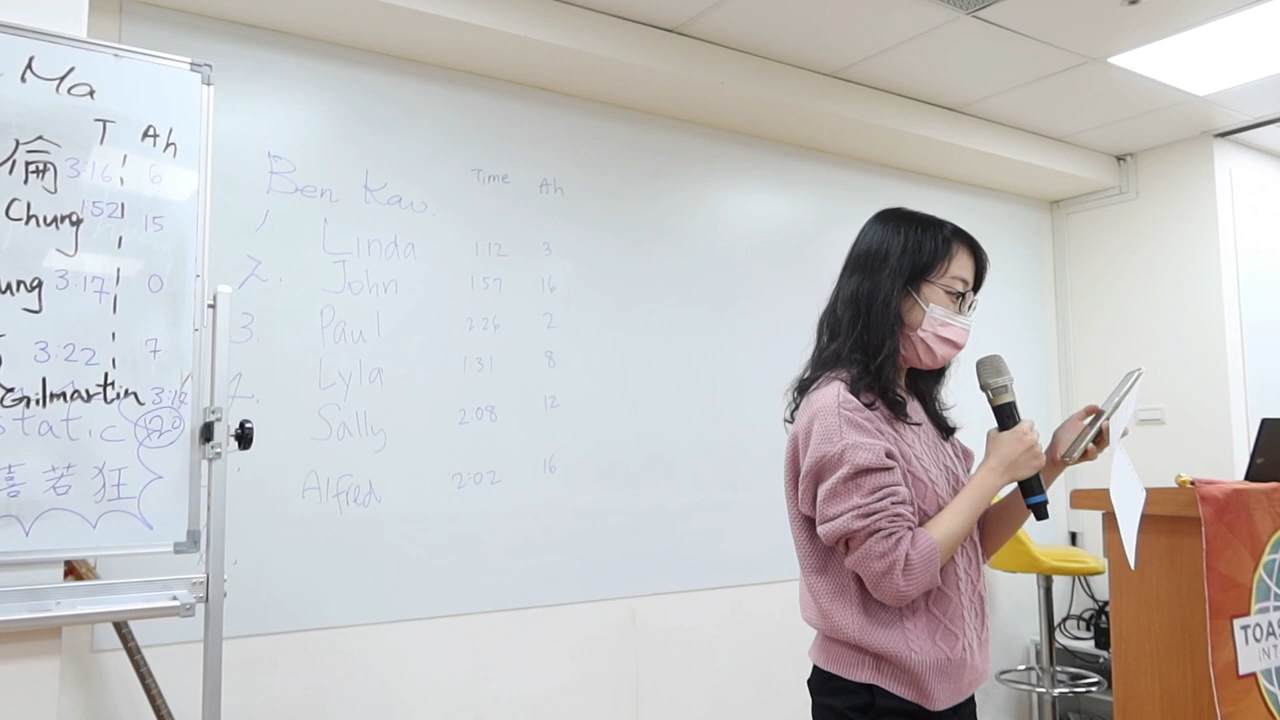 Ma
T Ah
倫 3:16 6
Chung 1:52 15
ung 3:17 0
3:22 7
Gilmartin 3:14
static 120
喜若狂
Ben Kao. Time Ah
1. Linda 1:12 3
2. John 1:57 16
3. Paul 2:26 2
Lyla 1:31 8
Sally 2:08 12
Alfred 2:02 16
TOAS
INT